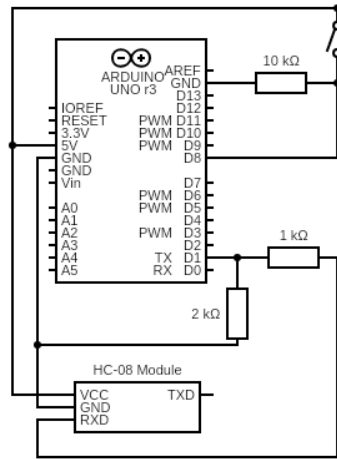 ARDUINO
UNO r3
AREF
GND
D13
D12
PWM D11
PWM D10
PWM D9
D8
D7
PWM D6
PWM D5
D4
PWM D3
D2
TX D1
RX D0
IOREF
RESET
3.3V
5V
GND
GND
Vin
A0
A1
A2
A3
A4
A5
10 kΩ
1 kΩ
2 kΩ
HC-08 Module
VCC TXD
GND
RXD